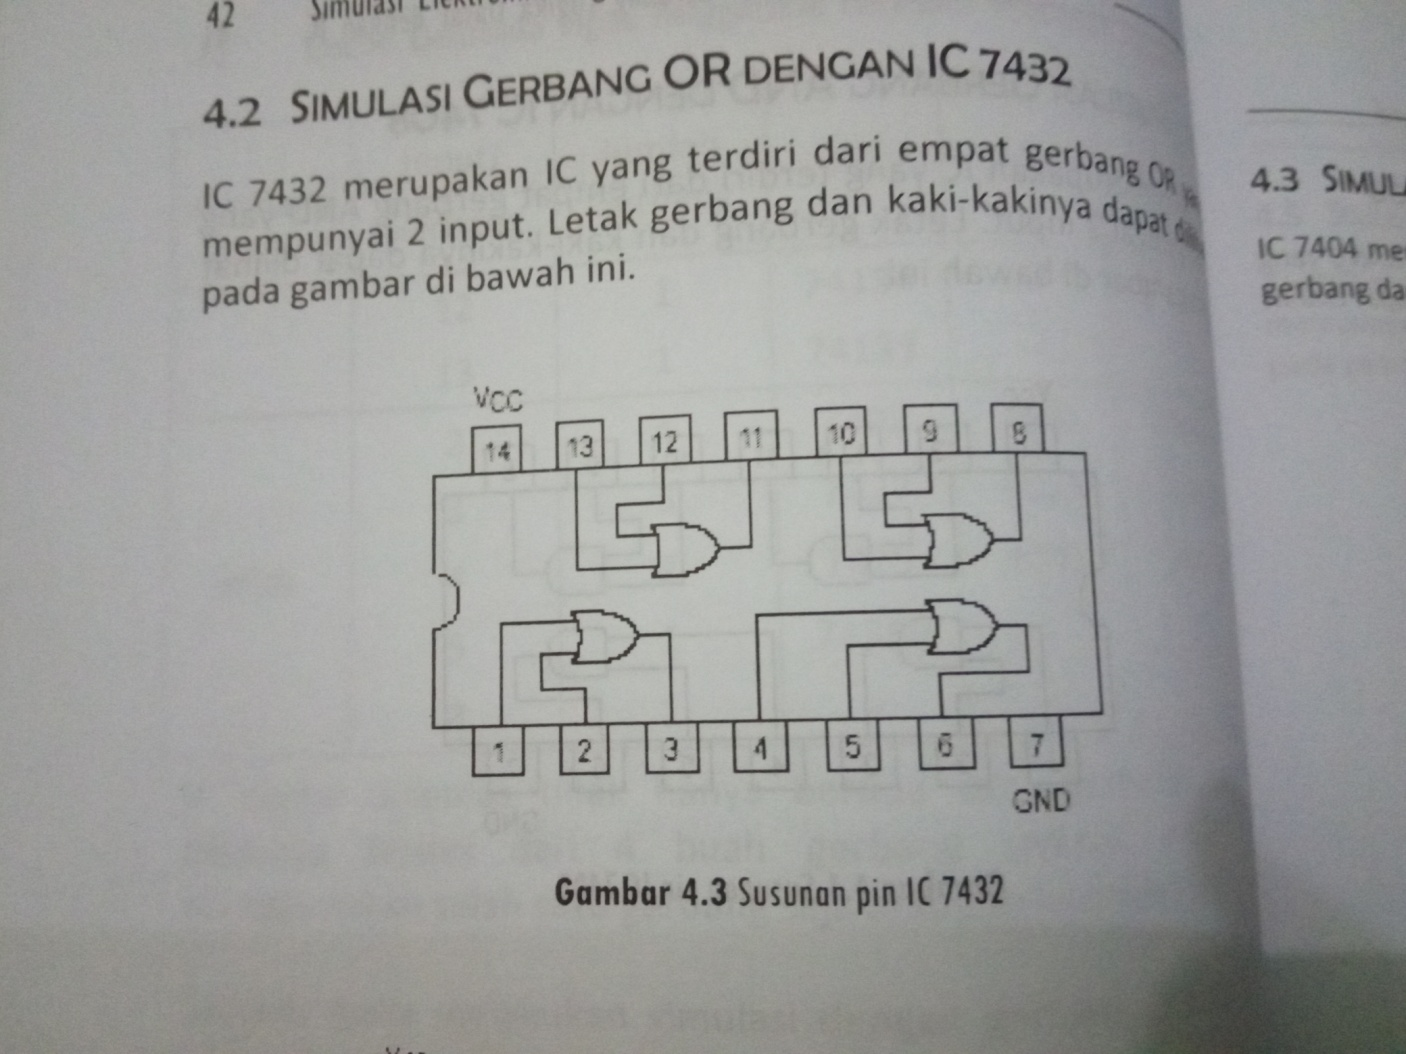 42
4.2 SIMULASI GERBANG OR DENGAN IC 7432
IC 7432 merupakan IC yang terdiri dari empat gerbang OR
mempunyai 2 input. Letak gerbang dan kaki-kakinya dapat
pada gambar di bawah ini.
VCC
14 13 12 11 10 9 8
1 2 3 4 5 6 7
GND
Gambar 4.3 Susunan pin IC 7432
4.3
IC 7404
gerbang